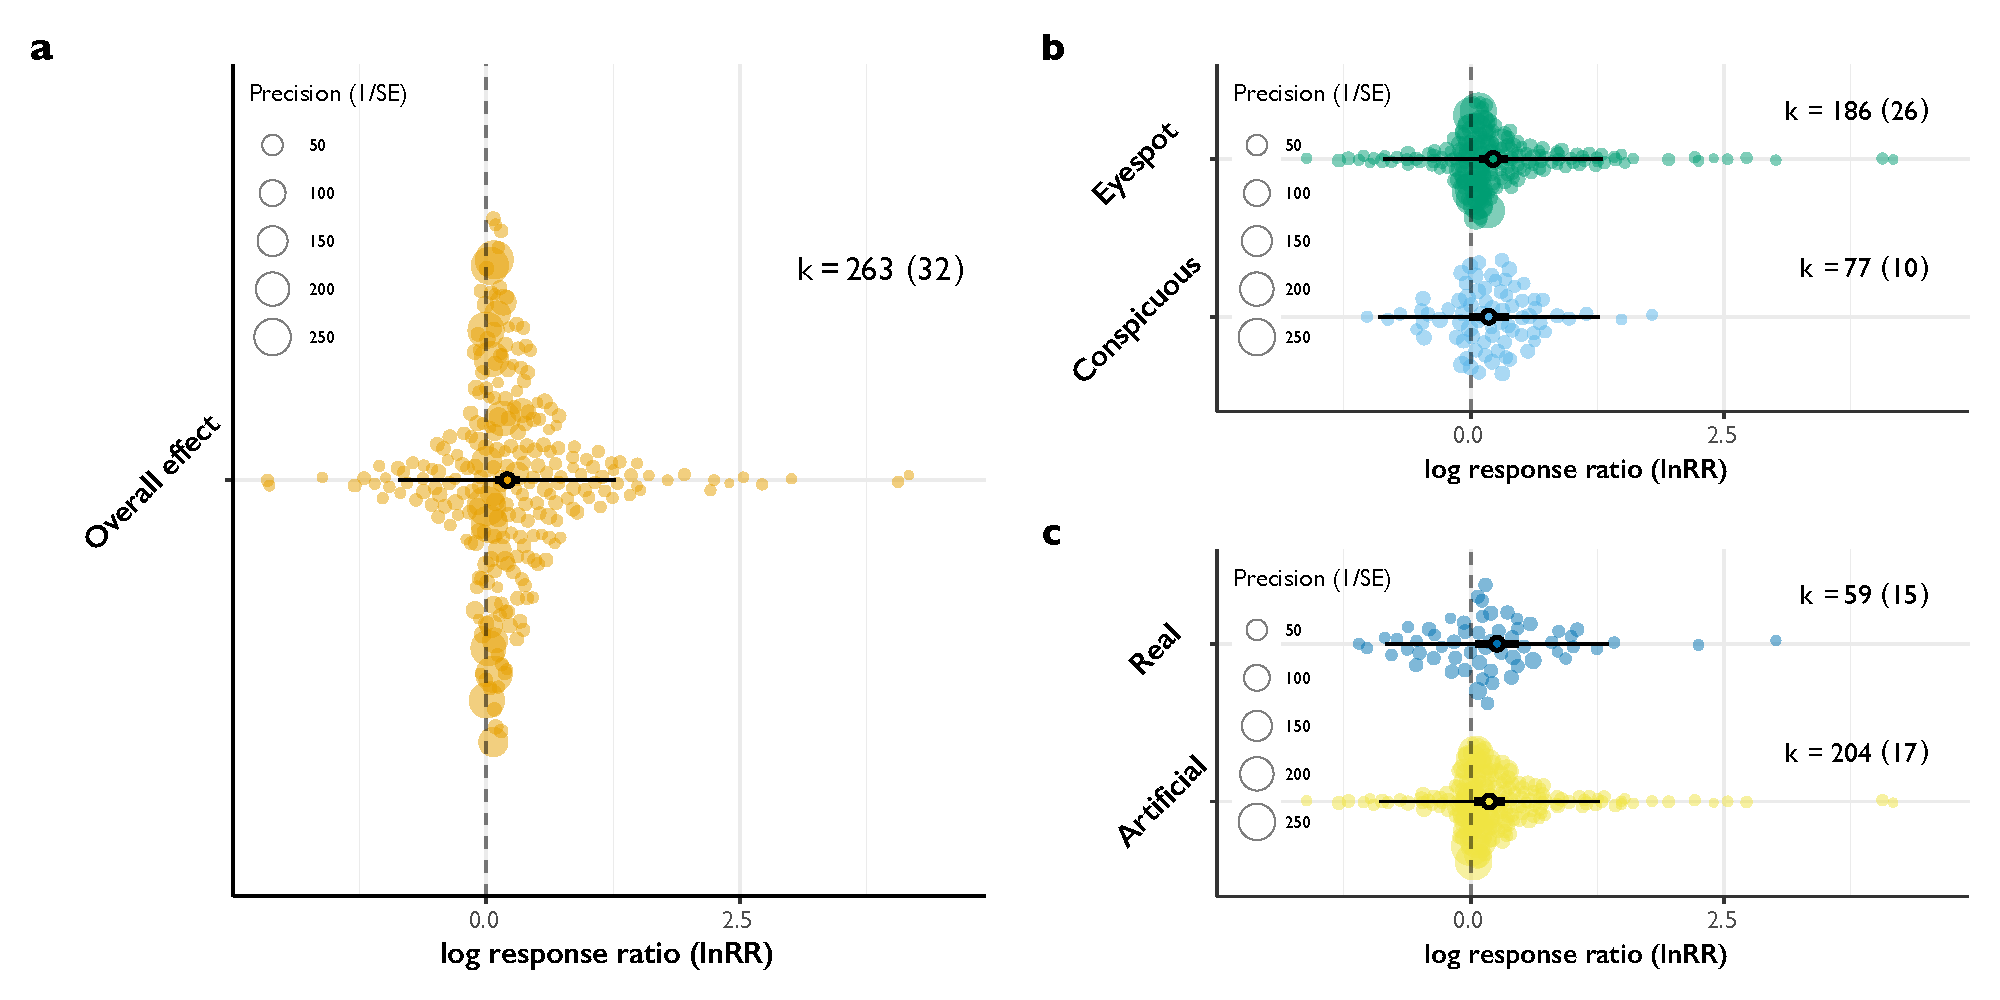 a
Precision (1/SE)
50
100
150
200
250
k = 263 (32)
Overall effect
0.0
2.5
log response ratio (lnRR)
b
Precision (1/SE)
50
100
150
200
250
k = 186 (26)
k = 77 (10)
Eyespot
Conspicuous
0.0
2.5
log response ratio (lnRR)
c
Precision (1/SE)
50
100
150
200
250
k = 59 (15)
k = 204 (17)
Real
Artificial
0.0
2.5
log response ratio (lnRR)